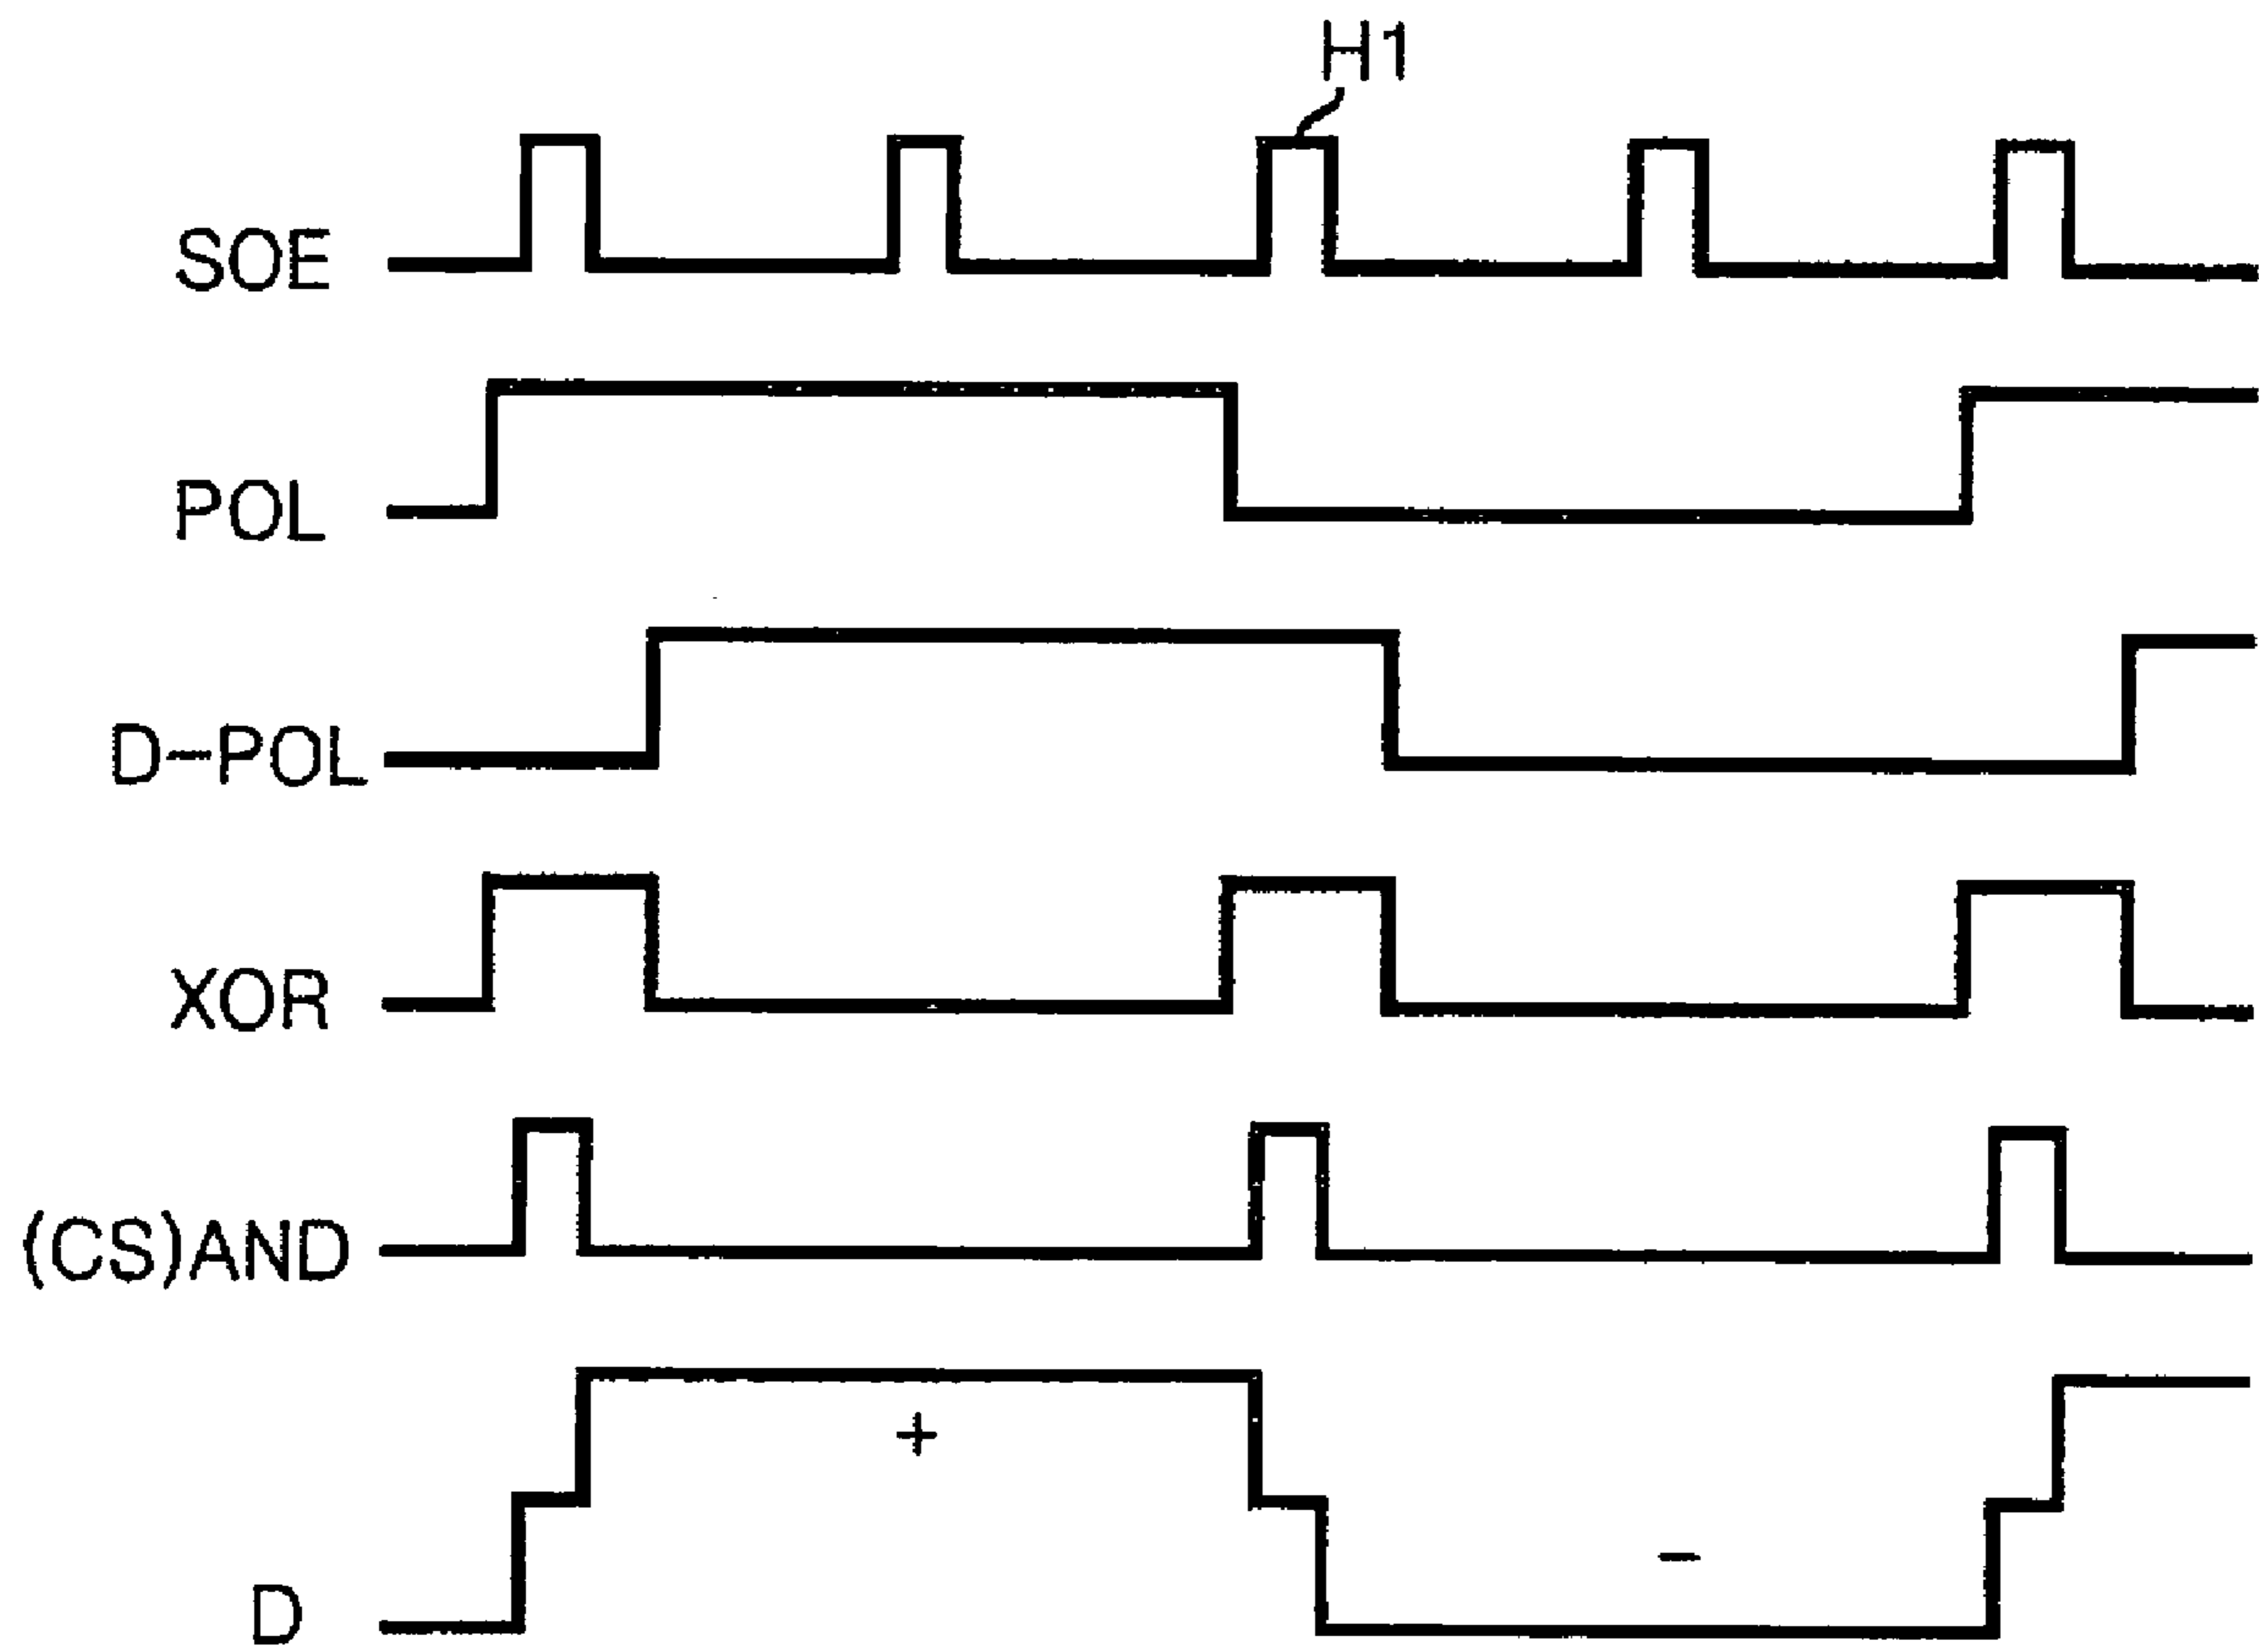 H1
SOE
POL
D-POL
XOR
(CS)AND
+
-
D